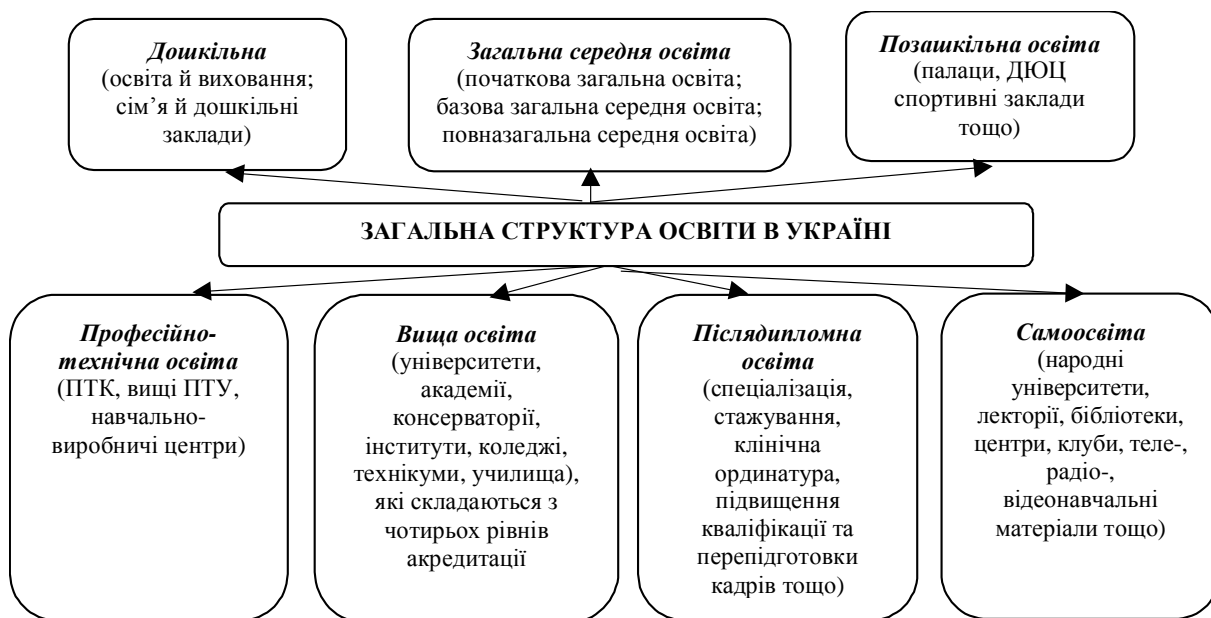 Дошкільна
(освіта й виховання;
сім’я й дошкільні
заклади)
Загальна середня освіта
(початкова загальна освіта;
базова загальна середня освіта;
повназагальна середня освіта)
Позашкільна освіта
(палаци, ДЮЦ
спортивні заклади
тощо)
ЗАГАЛЬНА СТРУКТУРА ОСВІТИ В УКРАЇНІ
Професійно-
технічна освіта
(ПТК, вищі ПТУ,
навчально-
виробничі центри)
Вища освіта
(університети,
академії,
консерваторії,
інститути, коледжі,
технікуми, училища),
які складаються з
чотирьох рівнів
акредитації
Післядипломна
освіта
(спеціалізація,
стажування,
клінічна
ординатура,
підвищення
кваліфікації та
перепідготовки
кадрів тощо)
Самоосвіта
(народні
університети,
лекторії, бібліотеки,
центри, клуби, теле-,
радіо-,
відеонавчальні
матеріали тощо)